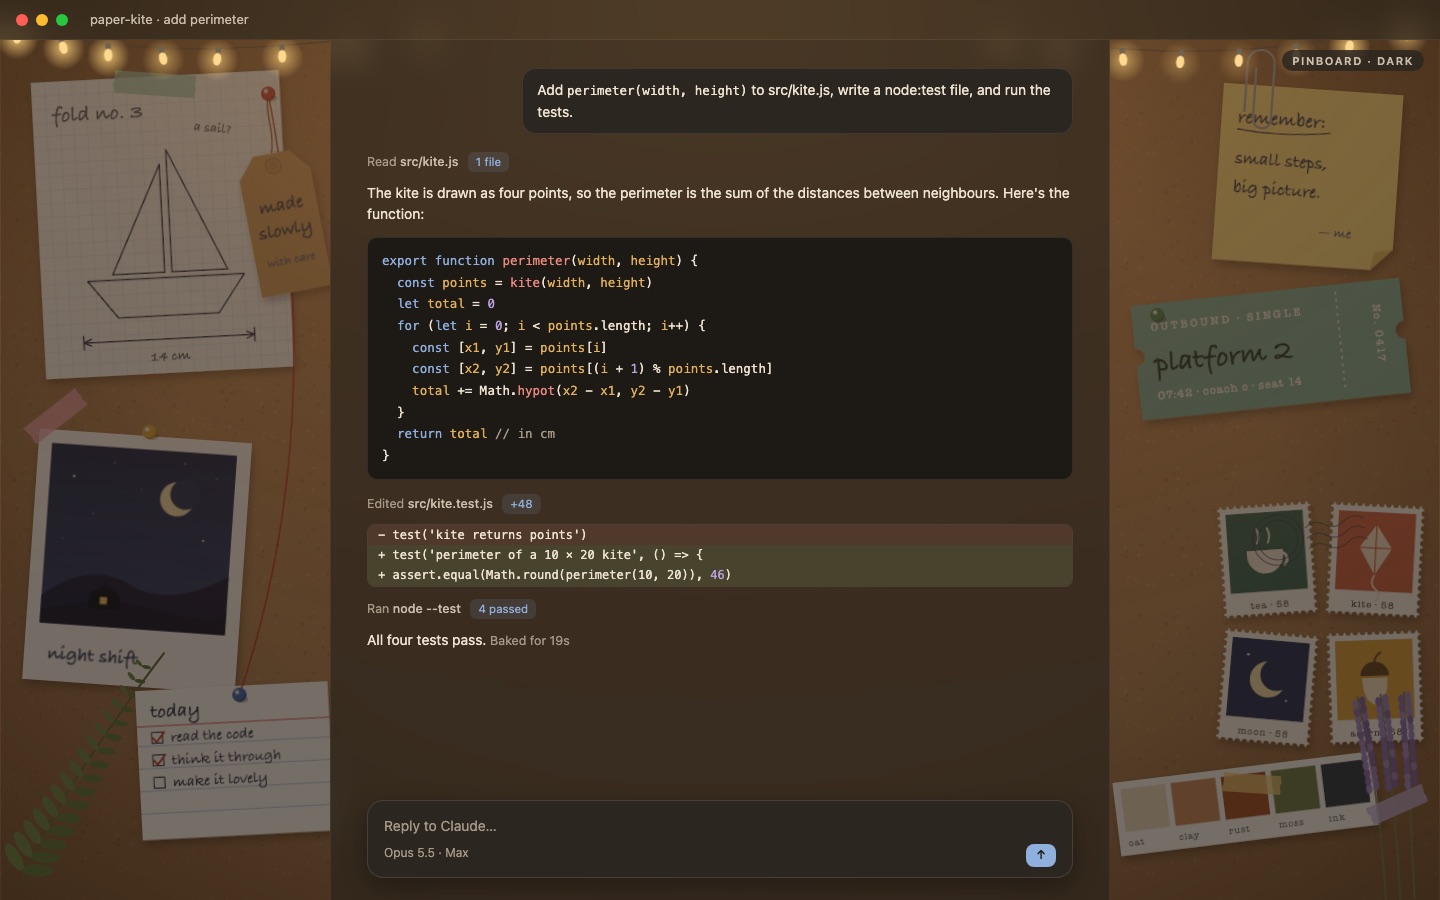 paper-kite · add perimeter
PINBOARD · DARK
fold no. 3
a sail?
14 cm
made
slowly
with care
night shift
today
read the code
think it through
make it lovely
Add perimeter(width, height) to src/kite.js, write a node:test file, and run the
tests.
Read src/kite.js 1 file
The kite is drawn as four points, so the perimeter is the sum of the distances between neighbours. Here's the
function:
export function perimeter(width, height) {
const points = kite(width, height)
let total = 0
for (let i = 0; i < points.length; i++) {
const [x1, y1] = points[i]
const [x2, y2] = points[(i + 1) % points.length]
total += Math.hypot(x2 − x1, y2 − y1)
}
return total // in cm
}
Edited src/kite.test.js +48
− test('kite returns points')
+ test('perimeter of a 10 × 20 kite', () => {
+ assert.equal(Math.round(perimeter(10, 20)), 46)
Ran node --test 4 passed
All four tests pass. Baked for 19s
Reply to Claude…
Opus 5.5 · Max
remember:
small steps,
big picture.
— me
OUTBOUND · SINGLE
platform 2
07:42 · coach c · seat 14
No. 0417
tea · 58
kite · 58
moon · 58
oat
clay
rust
moss
ink